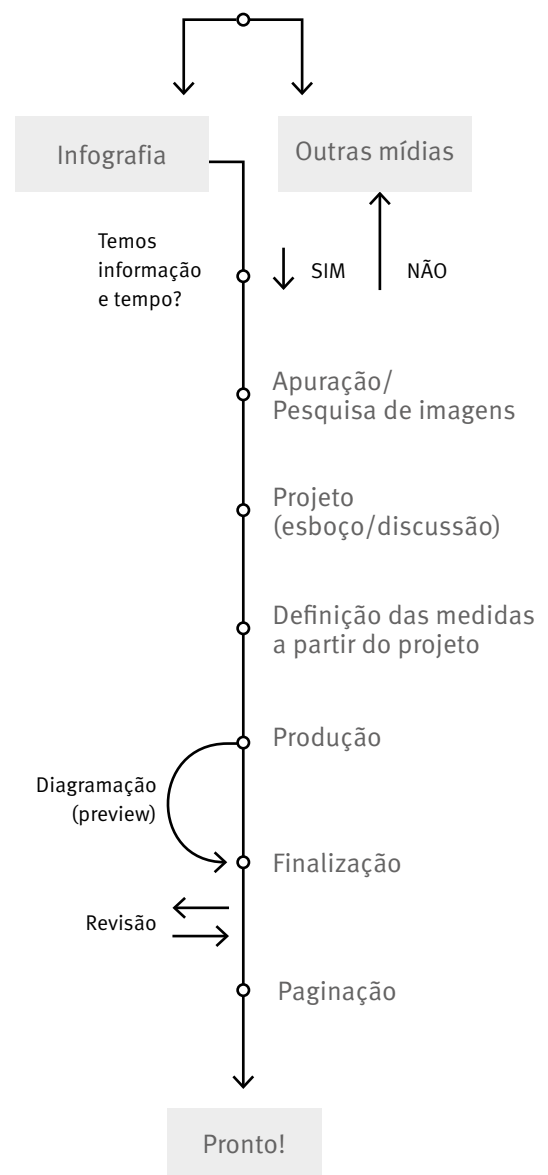 Infografia
Outras mídias
Temos
informação
e tempo?
SIM
NÃO
Apuração/
Pesquisa de imagens
Projeto
(esboço/discussão)
Definição das medidas
a partir do projeto
Produção
Diagramação
(preview)
Finalização
Revisão
Paginação
Pronto!